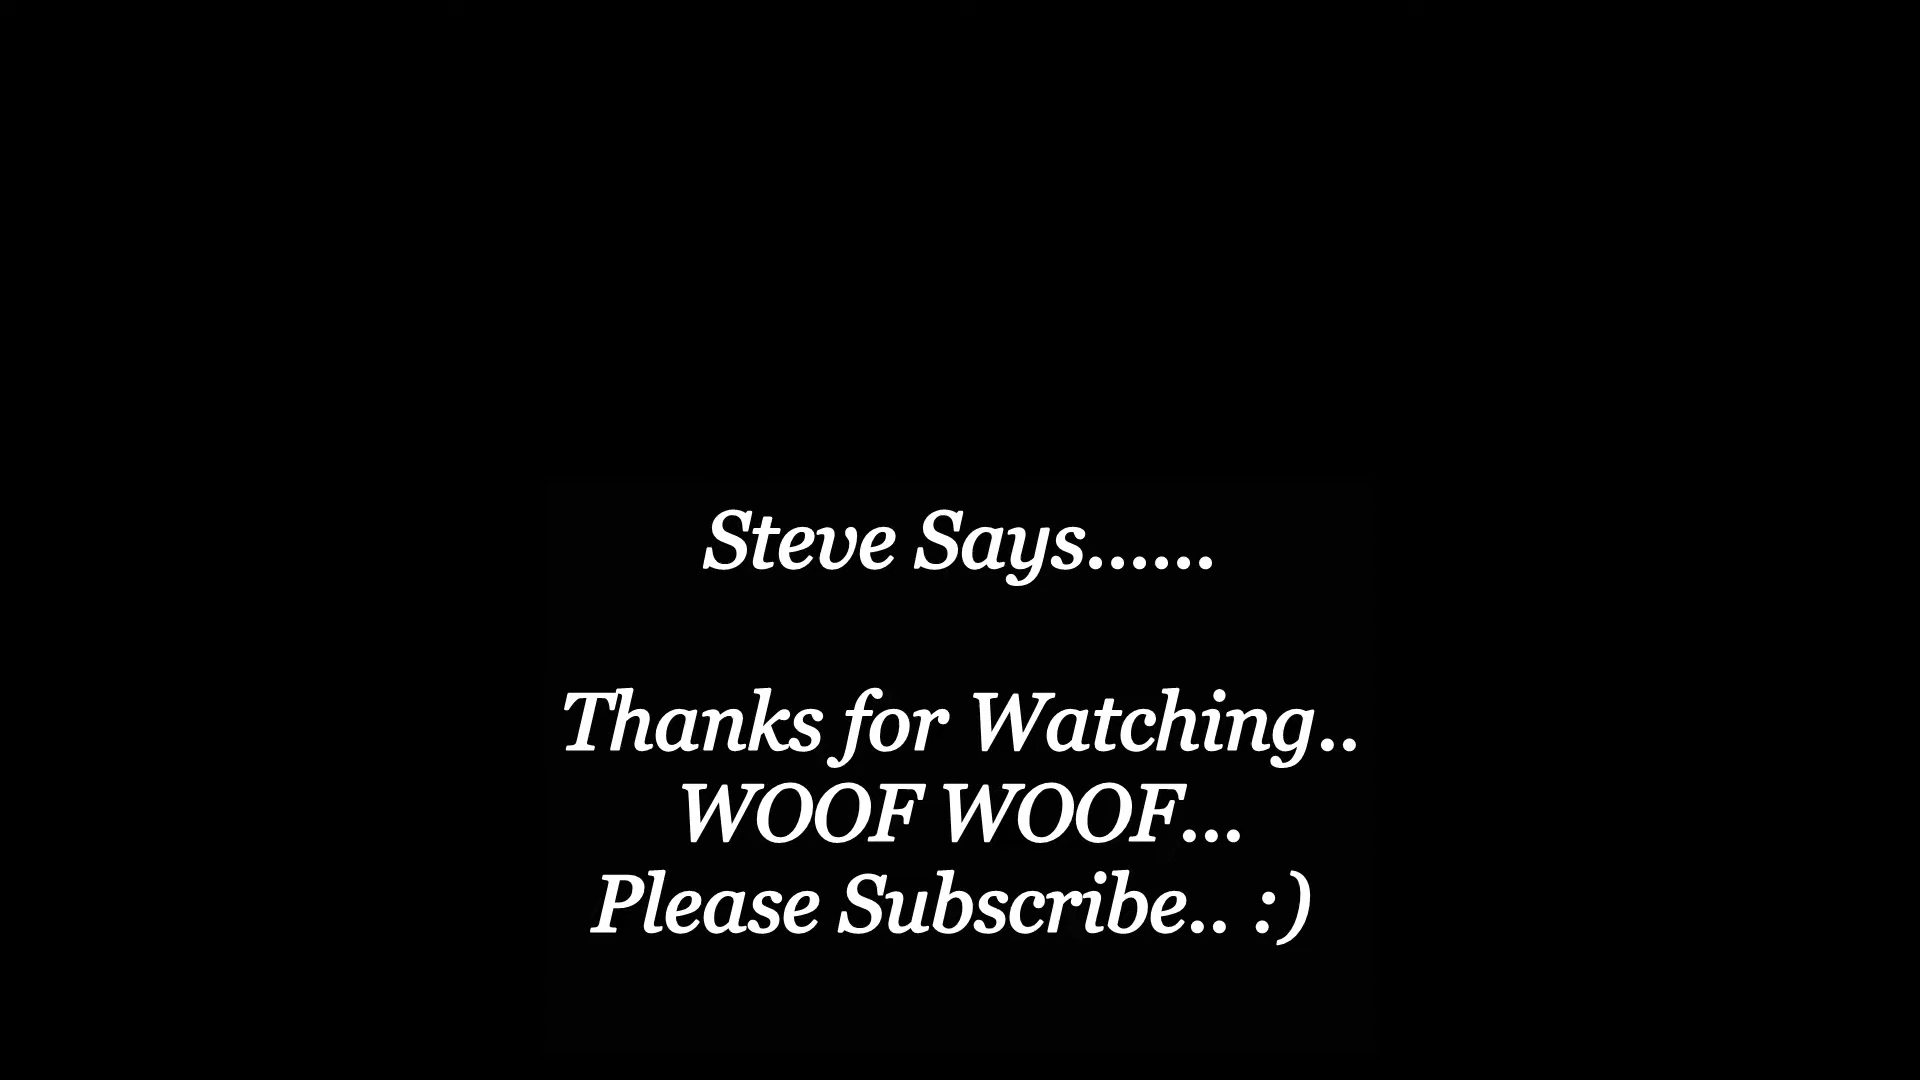 Steve Says......
Thanks for Watching..
WOOF WOOF...
Please Subscribe.. :)